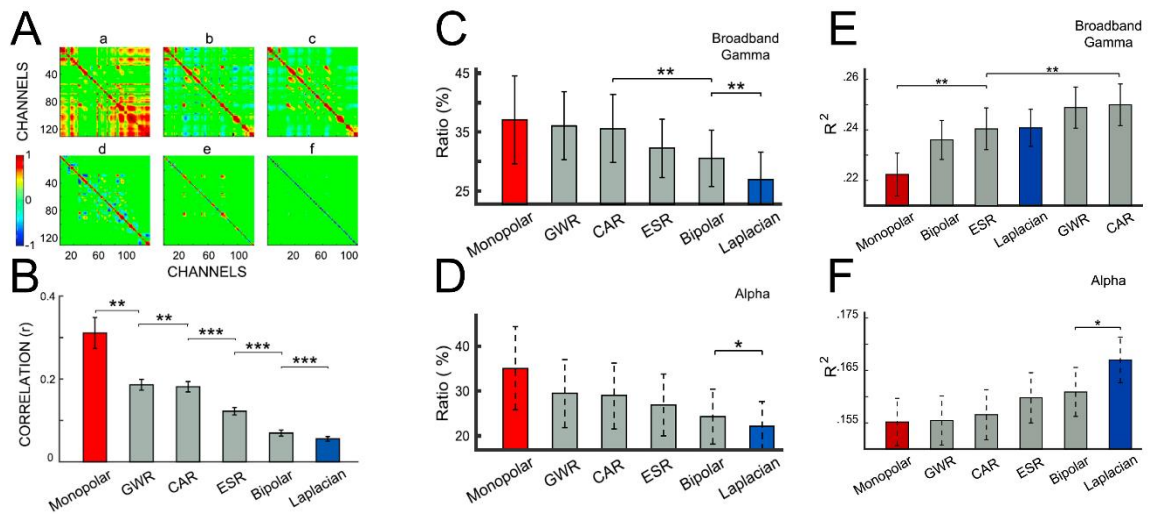 A
a b c
CHANNELS
40
80
120
d e f
1
-1
40
80
120
20 60 100 20 60 100 20 60 100
CHANNELS
B
CORRELATION (r)
0.4
0.2
0
** ** *** *** ***
Monopolar GWR CAR ESR Bipolar Laplacian
C
Broadband
Gamma
Ratio (%)
45
35
25
** **
Monopolar GWR CAR ESR Bipolar Laplacian
D
Alpha
Ratio ( %)
40
30
20
*
Monopolar GWR CAR ESR Bipolar Laplacian
E
Broadband
Gamma
R2
.26
.24
.22
** **
Monopolar Bipolar ESR Laplacian GWR CAR
F
Alpha
R2
.175
.165
.155
*
Monopolar GWR CAR ESR Bipolar Laplacian